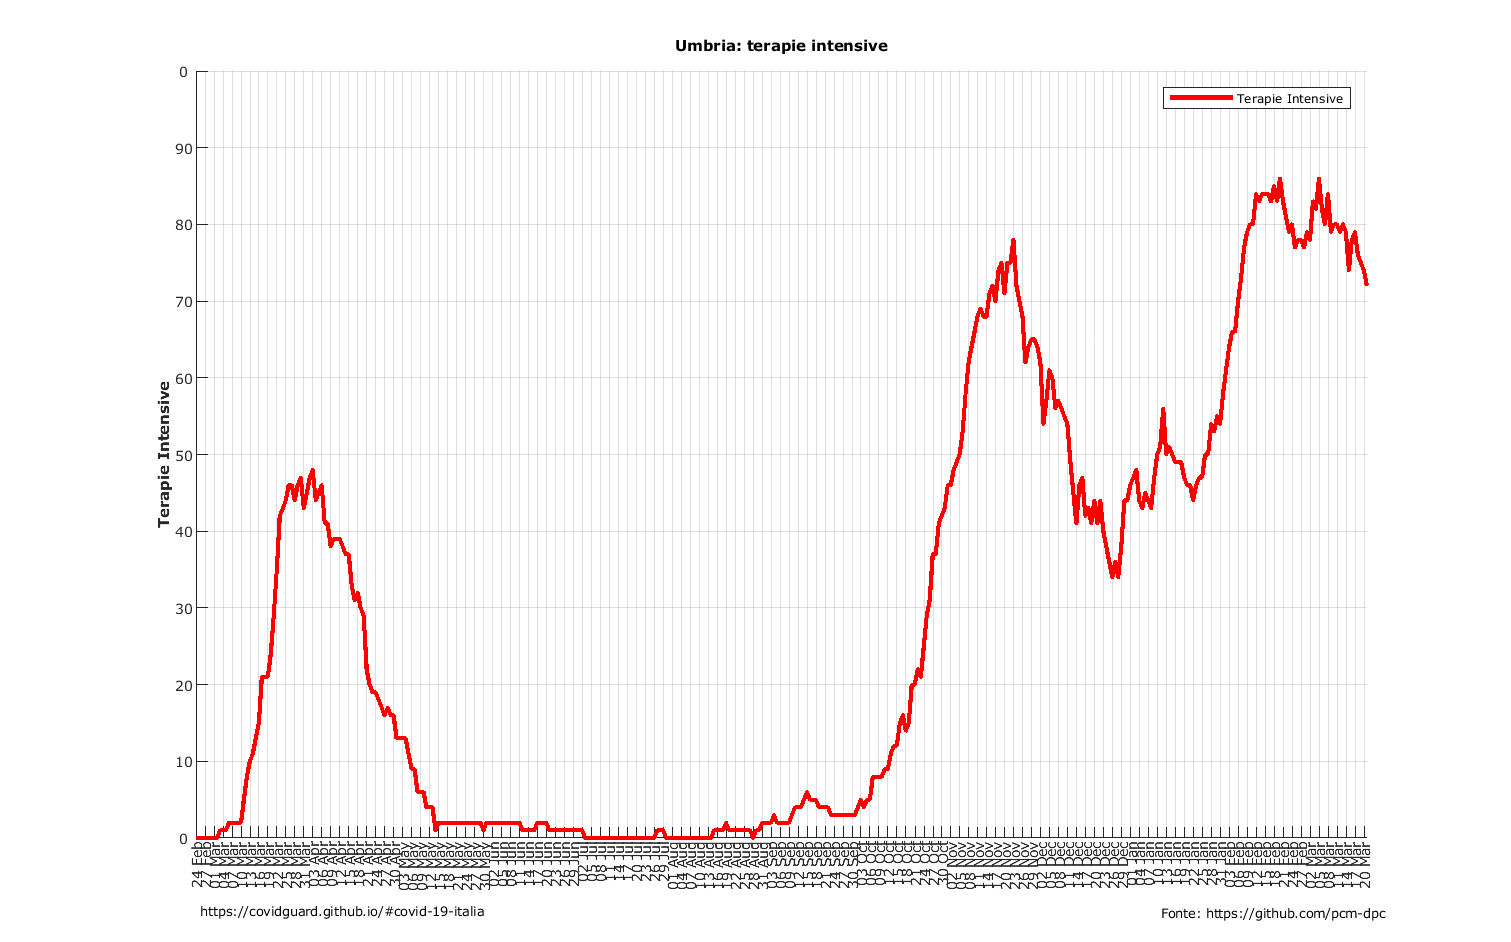 Umbria: terapie intensive
0
90
80
70
60
50
40
30
20
10
0
Terapie Intensive
Terapie Intensive
24 Feb
27 Feb
01 Mar
04 Mar
07 Mar
10 Mar
13 Mar
16 Mar
19 Mar
22 Mar
25 Mar
28 Mar
31 Mar
03 Apr
06 Apr
09 Apr
12 Apr
15 Apr
18 Apr
21 Apr
24 Apr
27 Apr
30 Apr
03 May
06 May
09 May
12 May
15 May
18 May
21 May
24 May
27 May
30 May
02 Jun
05 Jun
08 Jun
11 Jun
14 Jun
17 Jun
20 Jun
23 Jun
26 Jun
29 Jun
02 Jul
05 Jul
08 Jul
11 Jul
14 Jul
17 Jul
20 Jul
23 Jul
26 Jul
29 Jul
01 Aug
04 Aug
07 Aug
10 Aug
13 Aug
16 Aug
19 Aug
22 Aug
25 Aug
28 Aug
31 Aug
03 Sep
06 Sep
09 Sep
12 Sep
15 Sep
18 Sep
21 Sep
24 Sep
27 Sep
30 Sep
03 Oct
06 Oct
09 Oct
12 Oct
15 Oct
18 Oct
21 Oct
24 Oct
27 Oct
30 Oct
02 Nov
05 Nov
08 Nov
11 Nov
14 Nov
17 Nov
20 Nov
23 Nov
26 Nov
29 Nov
02 Dec
05 Dec
08 Dec
11 Dec
14 Dec
17 Dec
20 Dec
23 Dec
26 Dec
29 Dec
01 Jan
04 Jan
07 Jan
10 Jan
13 Jan
16 Jan
19 Jan
22 Jan
25 Jan
28 Jan
31 Jan
03 Feb
06 Feb
09 Feb
12 Feb
15 Feb
18 Feb
21 Feb
24 Feb
27 Feb
02 Mar
05 Mar
08 Mar
11 Mar
14 Mar
17 Mar
20 Mar
https://covidguard.github.io/#covid-19-italia
Fonte: https://github.com/pcm-dpc